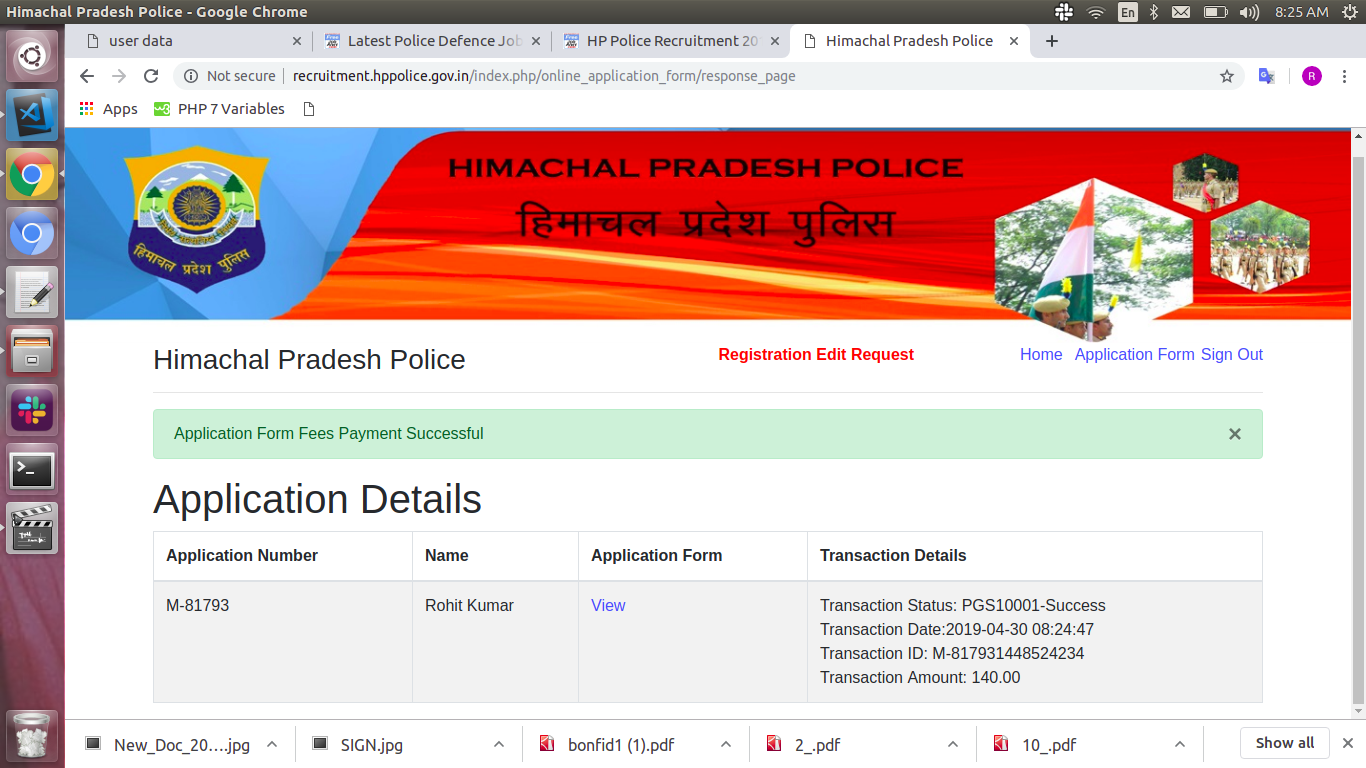 Himachal Pradesh Police - Google Chrome
En
8:25 AM
user data
Latest Police Defence Job
HP Police Recruitment 20
Himachal Pradesh Police
Not secure
recruitment.hppolice.gov.in/index.php/online_application_form/response_page
R
Apps
PHP 7 Variables
HIMACHAL PRADESH POLICE
हिमाचल प्रदेश पुलिस
हिमाचल प्रदेश पुलिस
Himachal Pradesh Police
Registration Edit Request
Home Application Form Sign Out
Application Form Fees Payment Successful
×
Application Details
Application Number Name Application Form Transaction Details
M-81793 Rohit Kumar View Transaction Status: PGS10001-Success
Transaction Date:2019-04-30 08:24:47
Transaction ID: M-817931448524234
Transaction Amount: 140.00
New_Doc_20....jpg
SIGN.jpg
bonfid1 (1).pdf
2_.pdf
10_.pdf
Show all